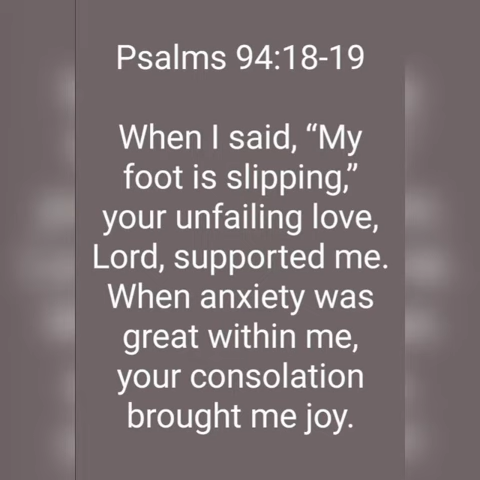 Psalms 94:18-19
When I said, “My
foot is slipping,”
your unfailing love,
Lord, supported me.
When anxiety was
great within me,
your consolation
brought me joy.